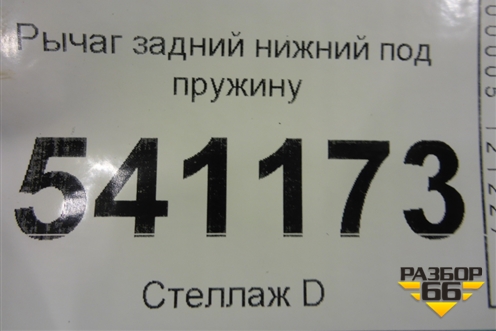 Рычаг задний нижний под
пружину
541173
Стеллаж D
РАЗБОР
66